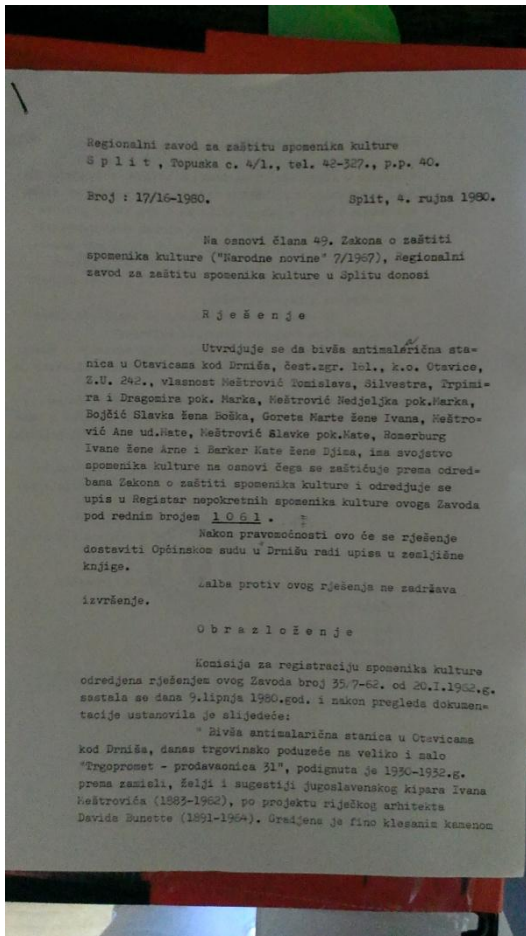 Regionalni zavod za zaštitu spomenika kulture
S p l i t , Topuska c. 4/1., tel. 42-327., p.p. 40.
Broj : 17/16-1980. Split, 4. rujna 1980.
Na osnovi člana 49. Zakona o zaštiti
spomenika kulture ("Narodne novine" 7/1967), Regionalni
zavod za zaštitu spomenika kulture u Splitu donosi
R j e š e n j e
Utvrdjuje se da bivša antimalarična sta-
nica u Otavicama kod Drniša, čest.zgr. 161., k.o. Otavice,
Z.U. 242., vlasnost Meštrović Tomislava, Silvestra, Trpimi-
ra i Dragomira pok. Marka, Meštrović Nedjeljka pok.Marka,
Bojčić Slavka žena Boška, Goreta Marte žene Ivana, Meštro-
vić Ane ud.Mate, Meštrović Slavke pok.Mate, Romerburg
Ivane žene Arne i Barker Kate žene Djima, ima svojstvo
spomenika kulture na osnovi čega se zaštićuje prema odred-
bama Zakona o zaštiti spomenika kulture i odredjuje se
upis u Registar nepokretnih spomenika kulture ovoga Zavoda
pod rednim brojem 1 0 6 1 .
Nakon pravomoćnosti ovo će se rješenje
dostaviti Općinskom sudu u Drnišu radi upisa u zemljišne
knjige.
Žalba protiv ovog rješenja ne zadržava
izvršenje.
O b r a z l o ž e n j e
Komisija za registraciju spomenika kulture
odredjena rješenjem ovog Zavoda broj 35/7-62. od 20.I.1962.g.
sastala se dana 9.lipnja 1980.god. i nakon pregleda dokumen-
tacije ustanovila je slijedeće:
" Bivša antimalarična stanica u Otavicama
kod Drniša, danas trgovinsko poduzeće na veliko i malo
"Trgopromet - prodavaonica 31", podignuta je 1930-1932.g.
prema zamisli, želji i sugestiji jugoslavenskog kipara Ivana
Meštrovića (1883-1962), po projektu riječkog arhitekta
Davida Bunette (1891-1964). Gradjena je fino klesanim kamenom